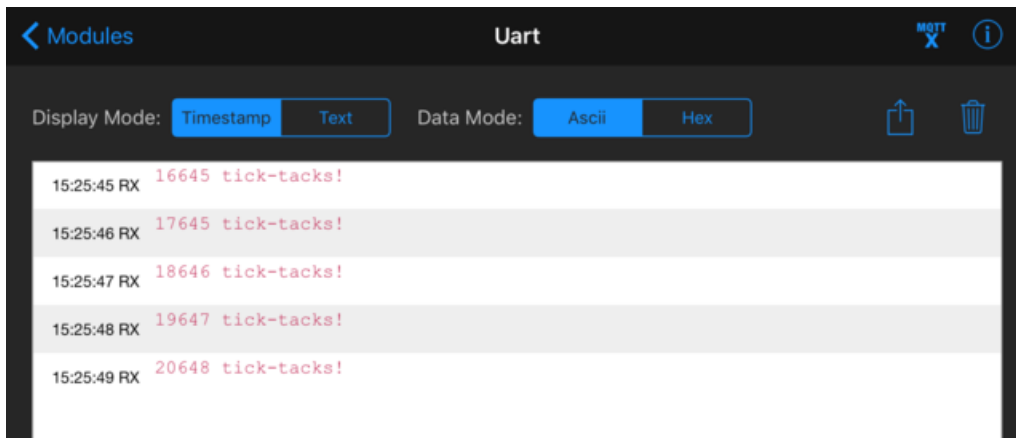 Modules Uart MQTT X i
Display Mode: Timestamp Text Data Mode: Ascii Hex
15:25:45 RX 16645 tick-tacks!
15:25:46 RX 17645 tick-tacks!
15:25:47 RX 18646 tick-tacks!
15:25:48 RX 19647 tick-tacks!
15:25:49 RX 20648 tick-tacks!